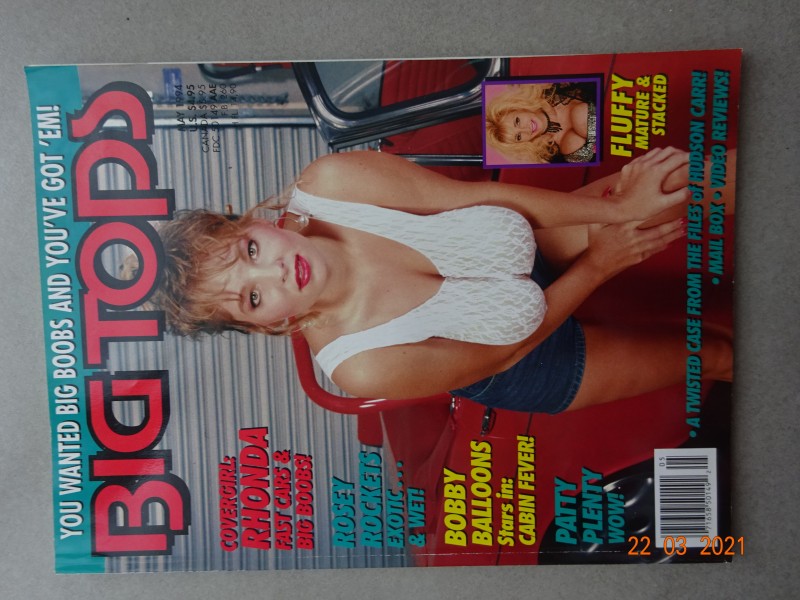 YOU WANTED BIG BOOBS AND YOU'VE GOT 'EM!
BIG TOPS
MAY 1994
COVERGIRL:
RHONDA
FAST CARS &
BIG BOOBS!
ROSEY
ROCKETS
EXOTIC...
& WET!
BOBBY
BALLOONS
Stars in:
CABIN FEVER!
PATTY
PLENTY
WOW!
FLUFFY
MATURE &
STACKED
• A TWISTED CASE FROM THE FILES of HUDSON CARR!
• MAIL BOX • VIDEO REVIEWS!
05
22 03 2021